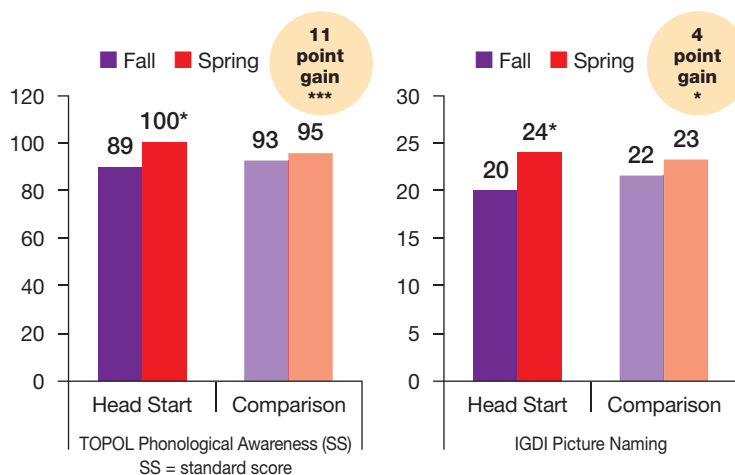 11
point
gain
***
Fall Spring
120
100
80
60
40
20
0
89
100*
93
95
Head Start
Comparison
TOPOL Phonological Awareness (SS)
SS = standard score
4
point
gain
*
Fall Spring
30
25
20
15
10
5
0
20
24*
22
23
Head Start
Comparison
IGDI Picture Naming